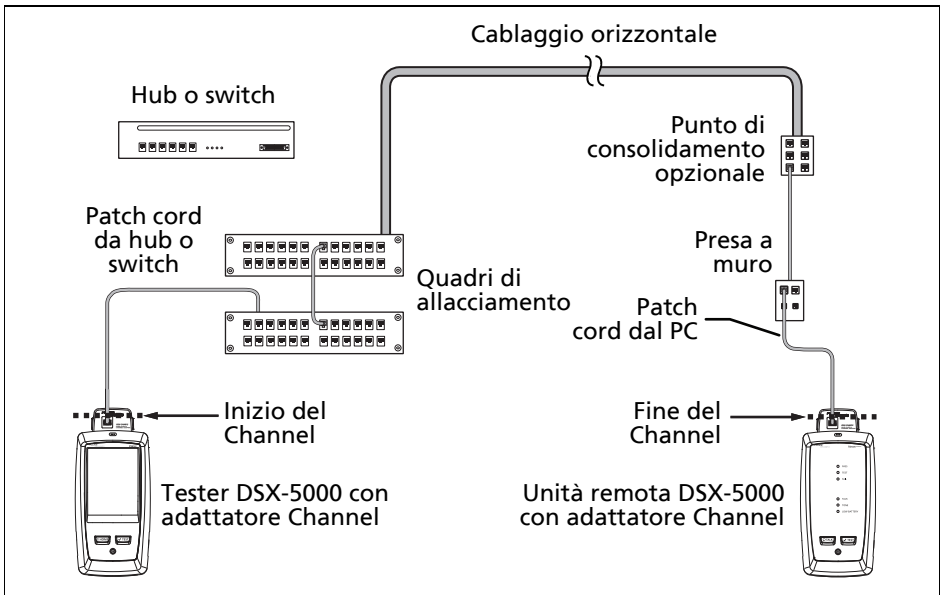 Cablaggio orizzontale
Hub o switch
Punto di
consolidamento
opzionale
Patch cord
da hub o
switch
Presa a
muro
Quadri di
allacciamento
Patch
cord dal PC
Inizio del
Channel
Fine del
Channel
Tester DSX-5000 con
adattatore Channel
Unità remota DSX-5000
con adattatore Channel